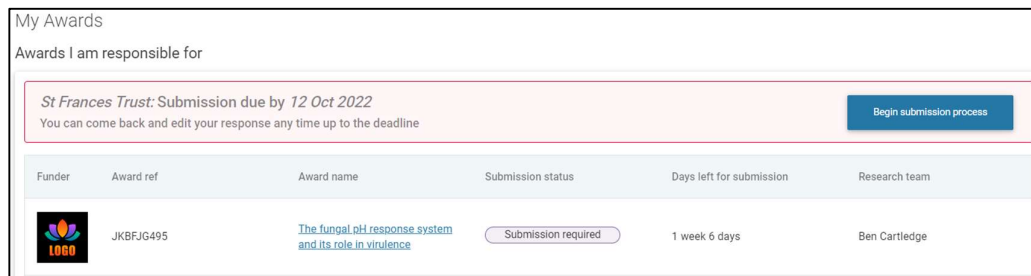 My Awards
Awards I am responsible for
St Frances Trust: Submission due by 12 Oct 2022
You can come back and edit your response any time up to the deadline
Begin submission process
Funder Award ref Award name Submission status Days left for submission Research team
LOGO
JKBFJG495
The fungal pH response system
and its role in virulence
Submission required
1 week 6 days
Ben Cartledge